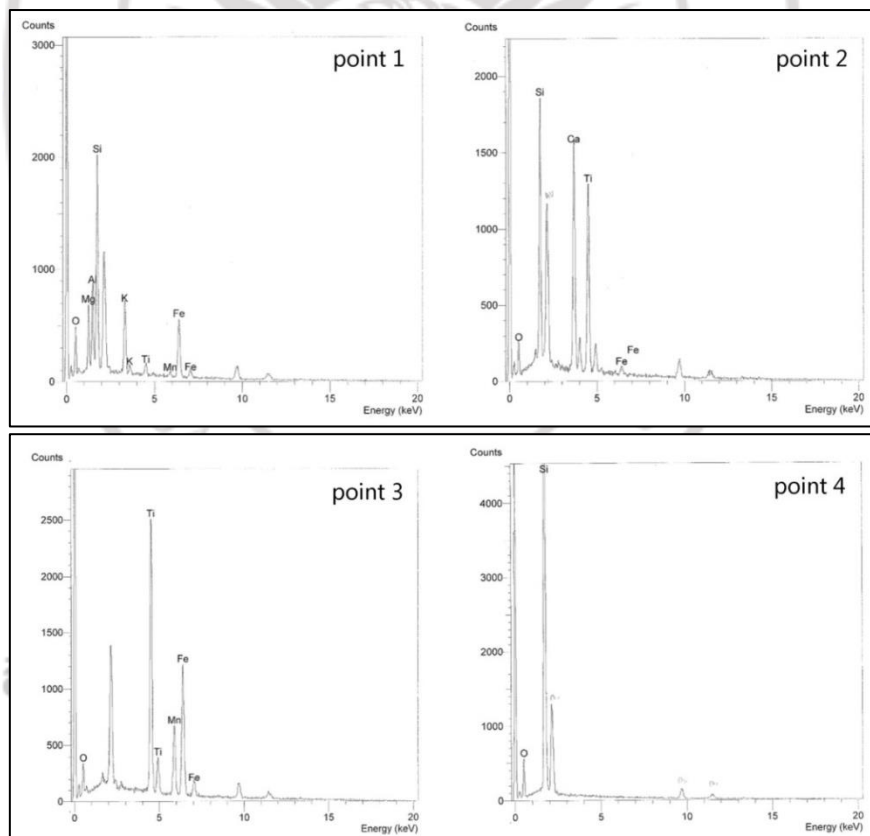 Counts
3000
2000
1000
0
point 1
Si
Al
Mg
O
K
K
Ti
Mn
Fe
Fe
0
5
10
15
20
Energy (keV)
Counts
2000
1500
1000
500
0
point 2
Si
Ca
Ti
O
Fe
Fe
0
5
10
15
20
Energy (keV)
Counts
2500
2000
1500
1000
500
0
point 3
Ti
Fe
Mn
Ti
O
Fe
0
5
10
15
20
Energy (keV)
Counts
4000
3000
2000
1000
0
point 4
Si
O
0
5
10
15
20
Energy (keV)